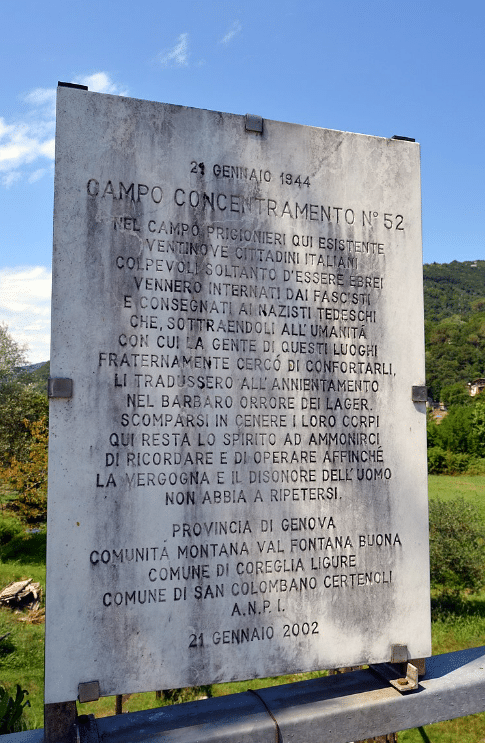 21 GENNAIO 1944
CAMPO CONCENTRAMENTO N° 52
NEL CAMPO PRIGIONIERI QUI ESISTENTE
VENTINOVE CITTADINI ITALIANI
COLPEVOLI SOLTANTO D'ESSERE EBREI
VENNERO INTERNATI DAI FASCISTI
E CONSEGNATI AI NAZISTI TEDESCHI
CHE, SOTTRAENDOLI ALL'UMANITÀ
CON CUI LA GENTE DI QUESTI LUOGHI
FRATERNAMENTE CERCÒ DI CONFORTARLI,
LI TRADUSSERO ALL'ANNIENTAMENTO
NEL BARBARO ORRORE DEI LAGER.
SCOMPARSI IN CENERE I LORO CORPI
QUI RESTA LO SPIRITO AD AMMONIRCI
DI RICORDARE E DI OPERARE AFFINCHÉ
LA VERGOGNA E IL DISONORE DELL'UOMO
NON ABBIA A RIPETERSI.
PROVINCIA DI GENOVA
COMUNITÀ MONTANA VAL FONTANA BUONA
COMUNE DI COREGLIA LIGURE
COMUNE DI SAN COLOMBANO CERTENOLI
A.N.P.I.
21 GENNAIO 2002